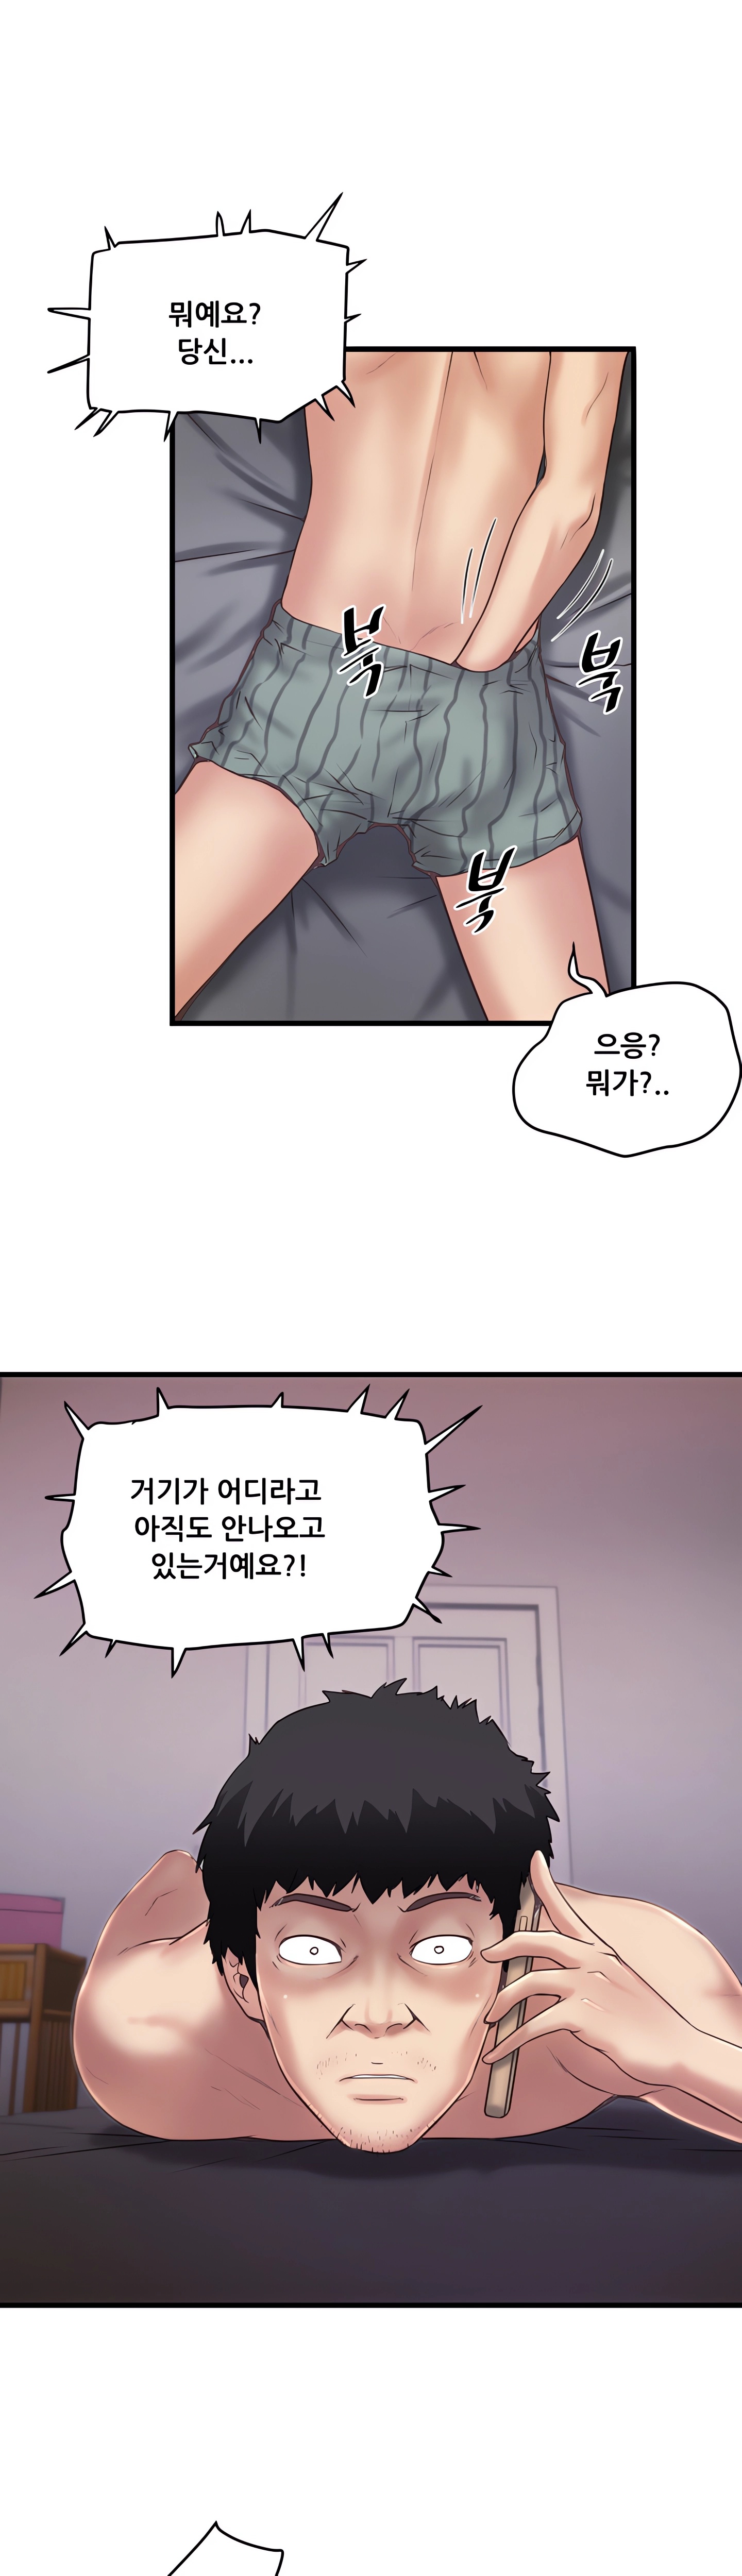 뭐예요?
당신...
북
북
북
으응?
뭐가?..
거기가 어디라고
아직도 안나오고
있는거예요?!